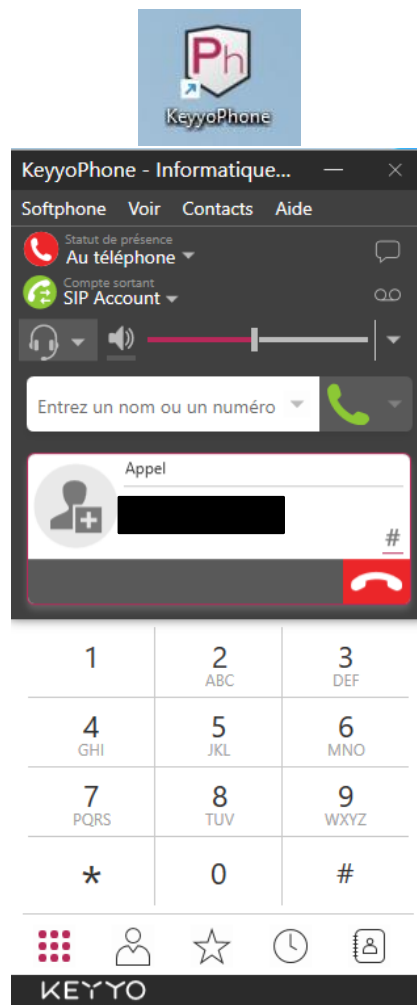 Ph
KeyyoPhone
KeyyoPhone - Informatique...
Softphone Voir Contacts Aide
Statut de présence
Au téléphone
Compte sortant
SIP Account
Entrez un nom ou un numéro
Appel
#
1 2 3
ABC DEF
4 5 6
GHI JKL MNO
7 8 9
PQRS TUV WXYZ
* 0 #
KEYYO